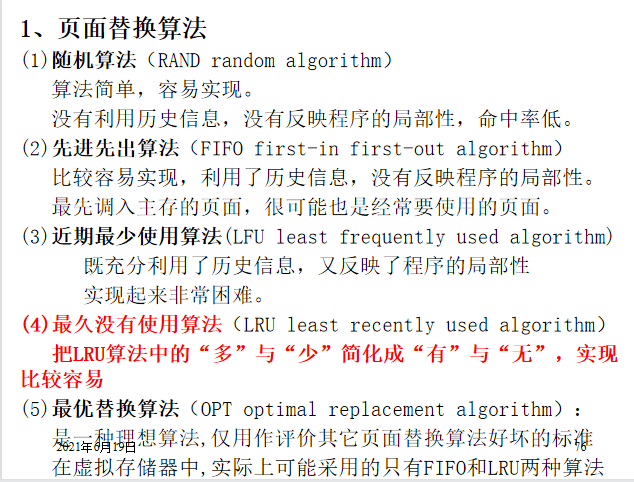 1、页面替换算法
(1)随机算法（RAND random algorithm）
算法简单，容易实现。
没有利用历史信息，没有反映程序的局部性，命中率低。
(2)先进先出算法（FIFO first-in first-out algorithm）
比较容易实现，利用了历史信息，没有反映程序的局部性。
最先调入主存的页面，很可能也是经常要使用的页面。
(3)近期最少使用算法(LFU least frequently used algorithm)
既充分利用了历史信息，又反映了程序的局部性
实现起来非常困难。
(4)最久没有使用算法（LRU least recently used algorithm）
把LRU算法中的“多”与“少”简化成“有”与“无”，实现
比较容易
(5)最优替换算法（OPT optimal replacement algorithm）：
是一种理想算法,仅用作评价其它页面替换算法好坏的标准
2021年6月19日
76
在虚拟存储器中,实际上可能采用的只有FIFO和LRU两种算法